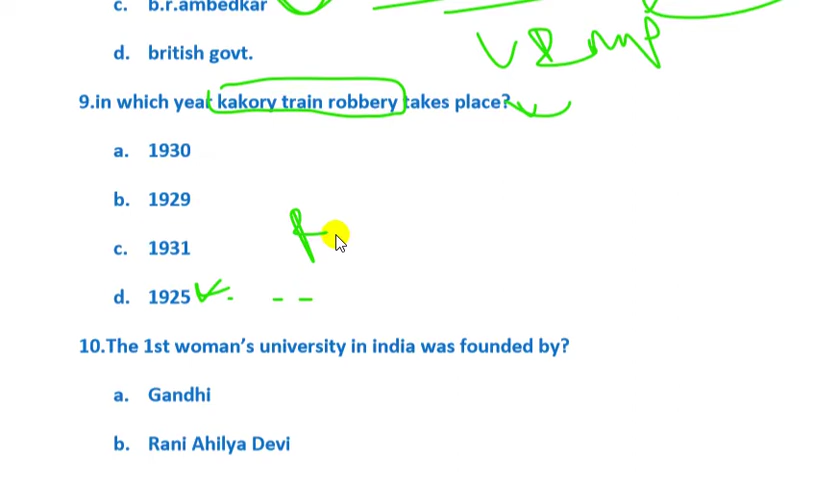 c. b.r.ambedkar
d. british govt.
V & mp
9.in which year kakory train robbery takes place?
a. 1930
b. 1929
c. 1931
d. 1925
10.The 1st woman's university in india was founded by?
a. Gandhi
b. Rani Ahilya Devi